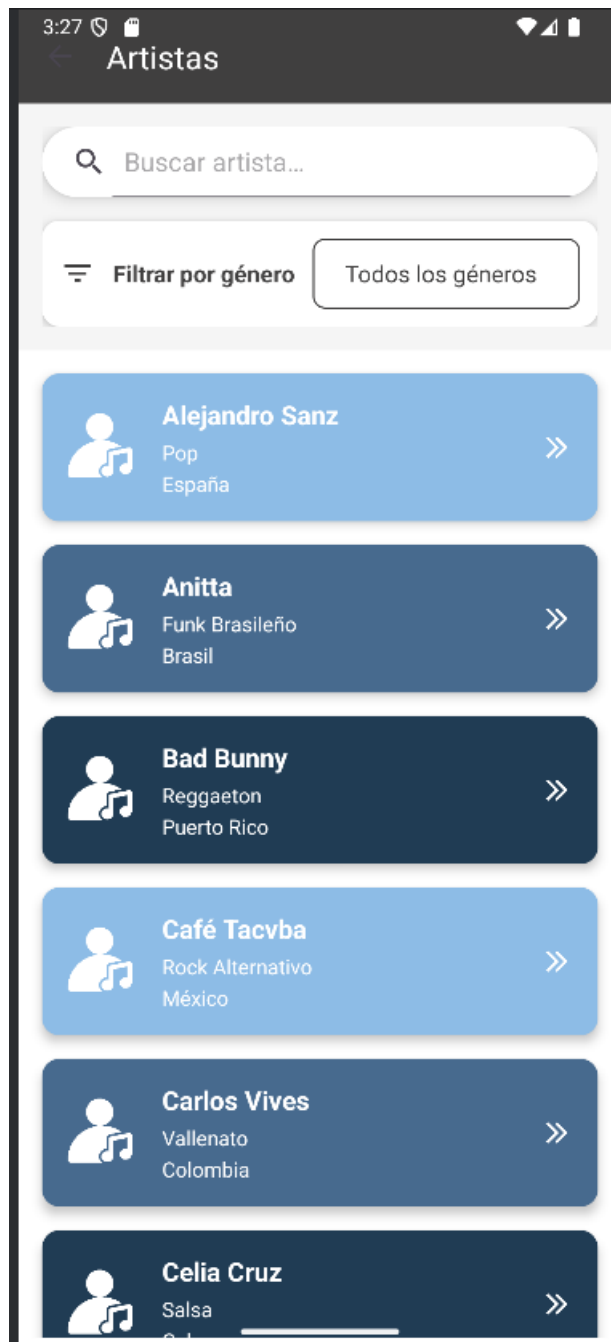 3:27
Artistas
Buscar artista...
Filtrar por género
Todos los géneros
Alejandro Sanz
Pop
España
Anitta
Funk Brasileño
Brasil
Bad Bunny
Reggaeton
Puerto Rico
Café Tacvba
Rock Alternativo
México
Carlos Vives
Vallenato
Colombia
Celia Cruz
Salsa